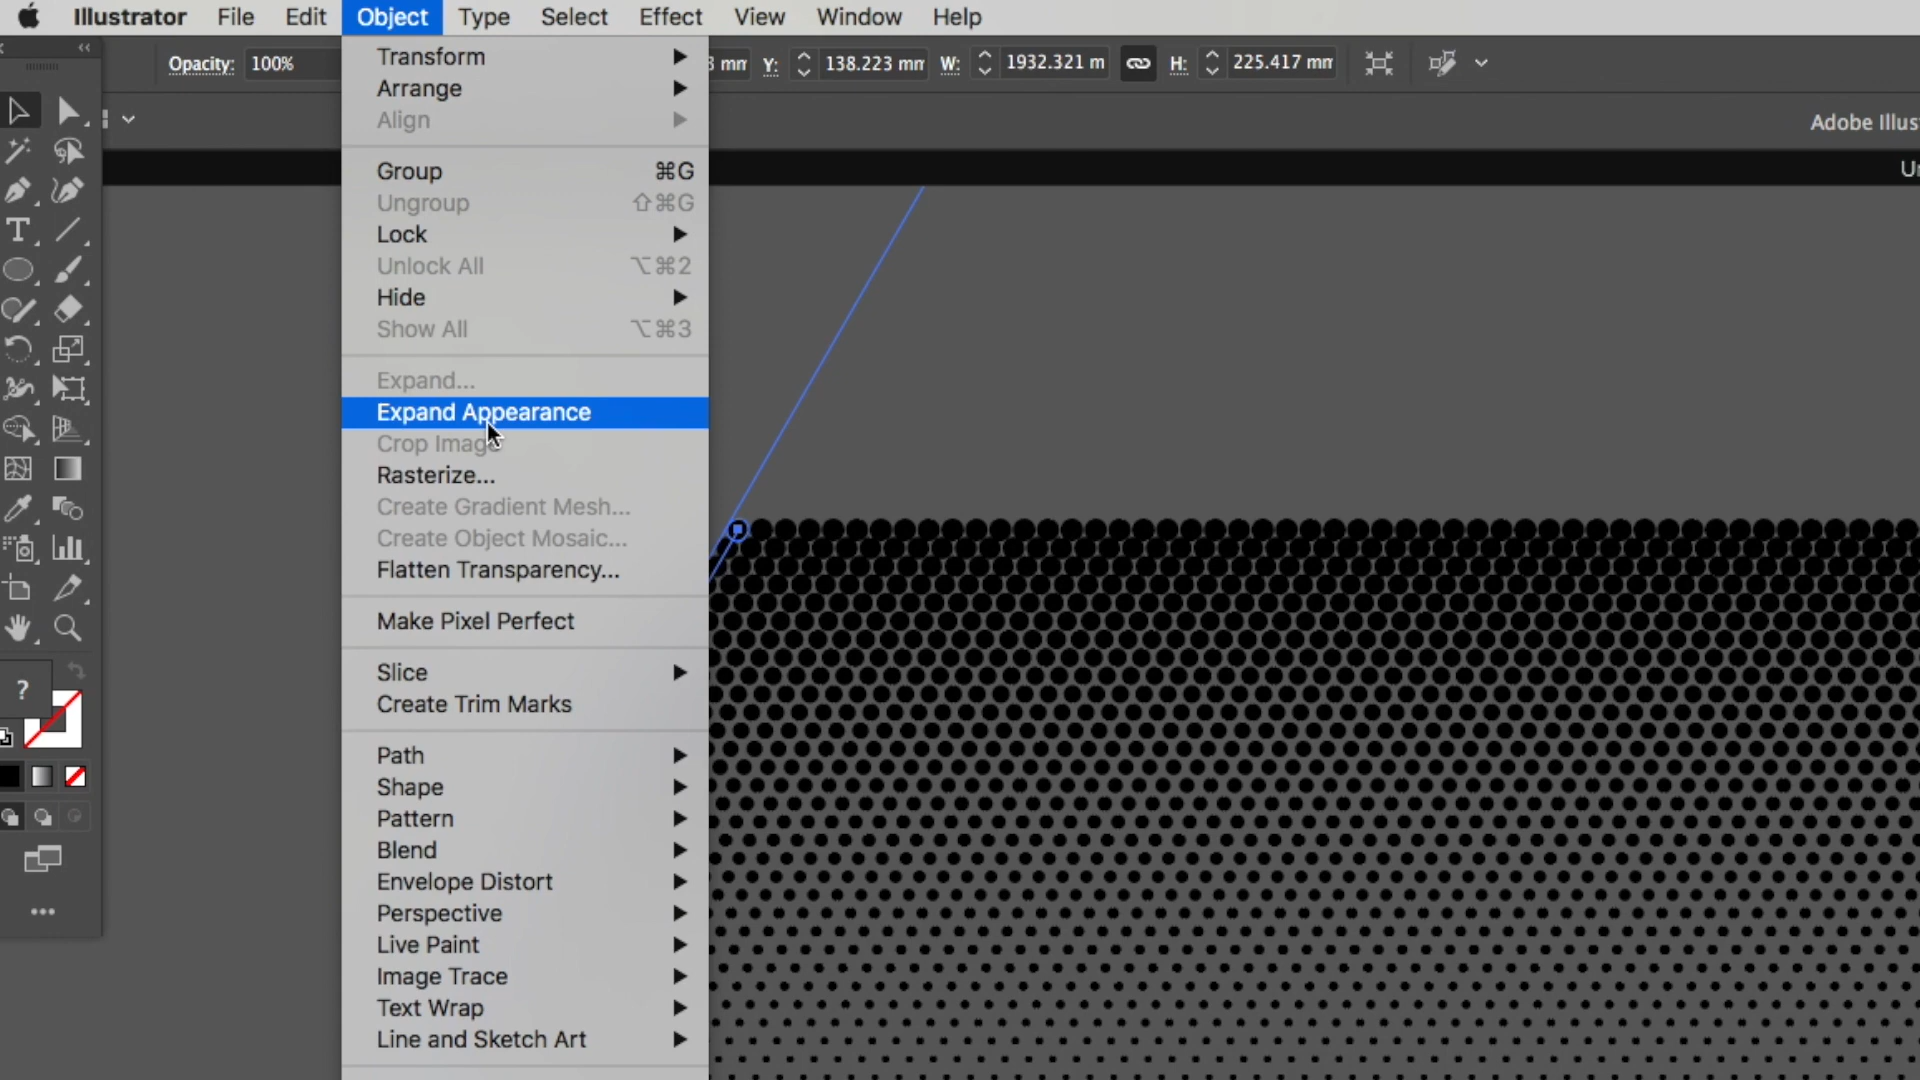 Illustrator File Edit Object Type Select Effect View Window Help
Opacity: 100% 3 mm Y: 138.223 mm W: 1932.321 m H: 225.417 mm
Adobe Illus
Transform
Arrange
Align
Group ⌘G
Ungroup ⇧⌘G
Lock
Unlock All ⌥⌘2
Hide
Show All ⌥⌘3
Expand...
Expand Appearance
Crop Image
Rasterize...
Create Gradient Mesh...
Create Object Mosaic...
Flatten Transparency...
Make Pixel Perfect
Slice
Create Trim Marks
Path
Shape
Pattern
Blend
Envelope Distort
Perspective
Live Paint
Image Trace
Text Wrap
Line and Sketch Art
?